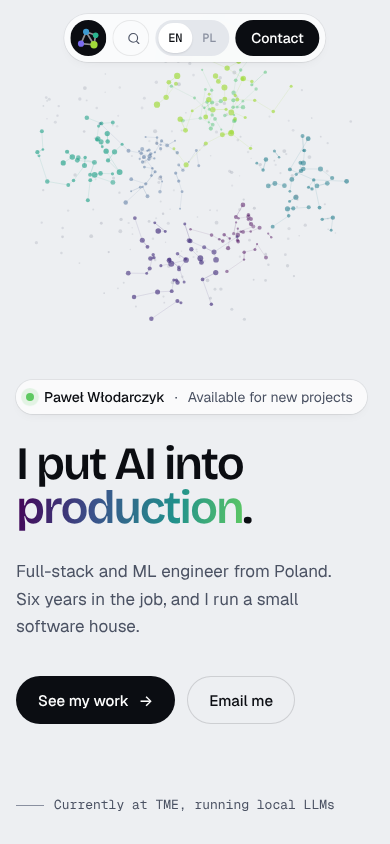 EN PL Contact
Paweł Włodarczyk · Available for new projects
I put AI into
production.
Full-stack and ML engineer from Poland.
Six years in the job, and I run a small
software house.
See my work → Email me
Currently at TME, running local LLMs